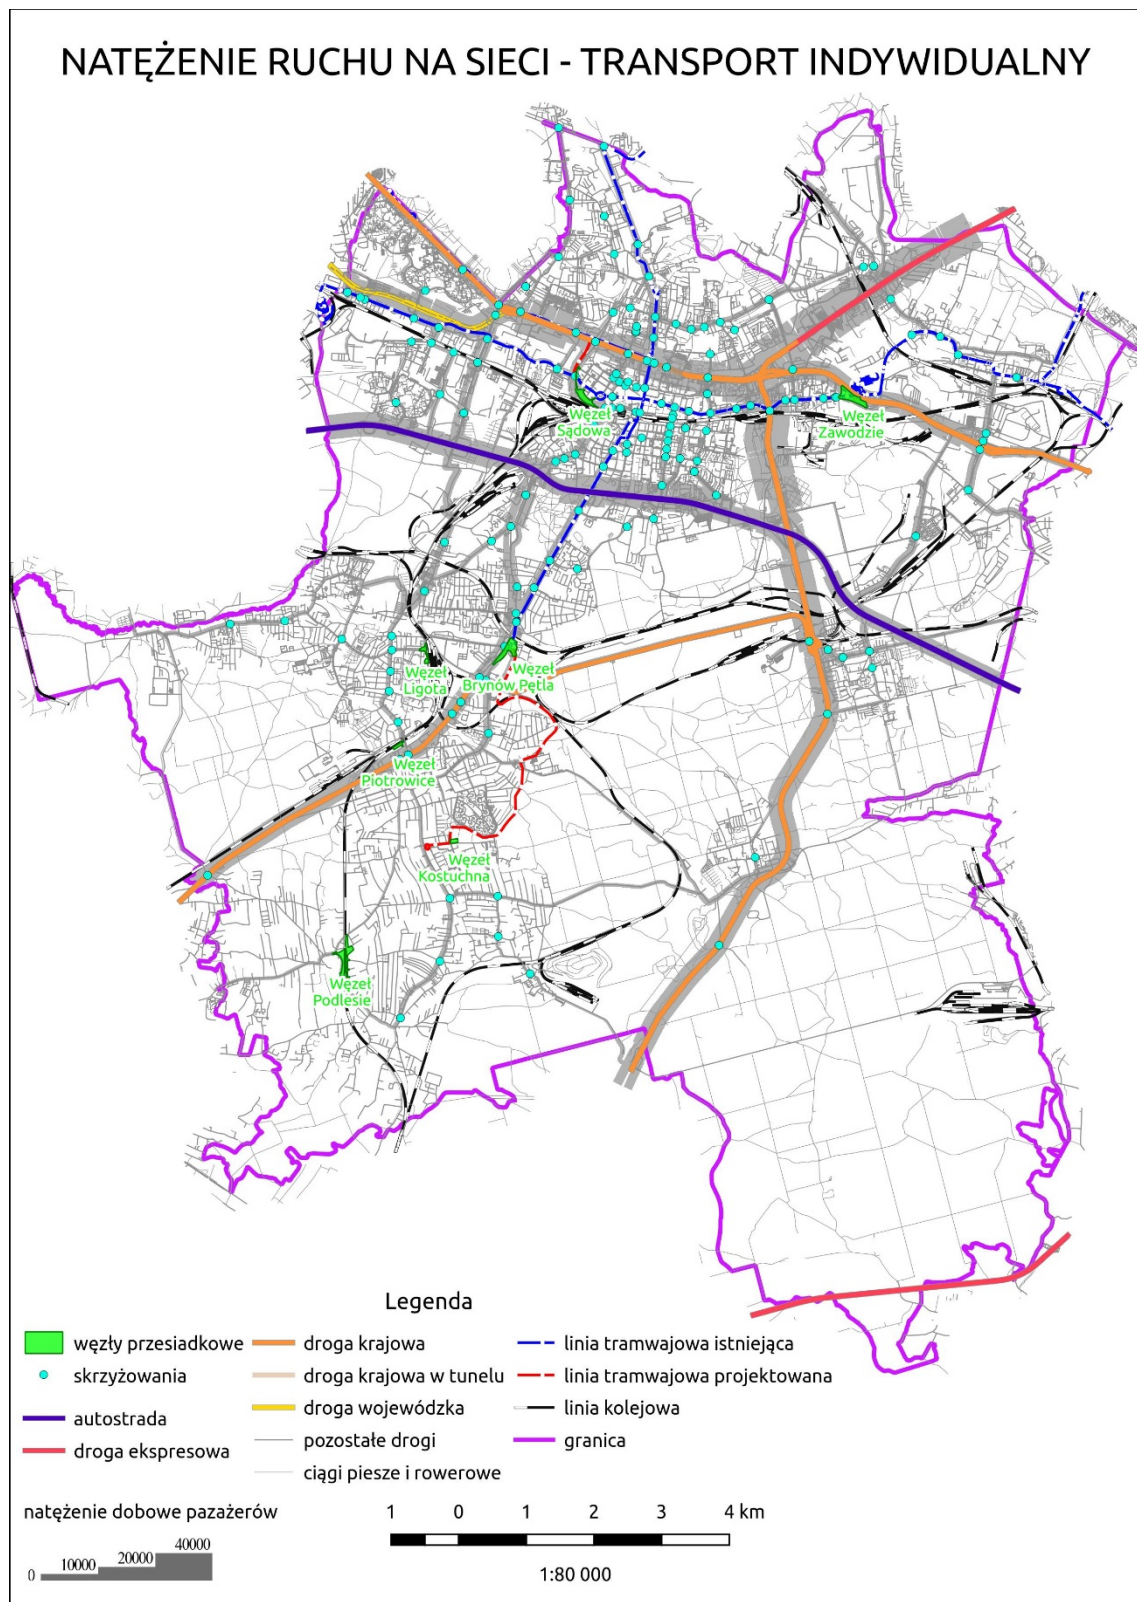 NATĘŻENIE RUCHU NA SIECI - TRANSPORT INDYWIDUALNY
Węzeł
Sądowa
Węzeł
Zawodzie
Węzeł
Ligota
Węzeł
Brynów Pętla
Węzeł
Piotrowice
Węzeł
Kostuchna
Węzeł
Podlesie
Legenda
węzły przesiadkowe
skrzyżowania
autostrada
droga ekspresowa
droga krajowa
droga krajowa w tunelu
droga wojewódzka
pozostałe drogi
ciągi piesze i rowerowe
linia tramwajowa istniejąca
linia tramwajowa projektowana
linia kolejowa
granica
natężenie dobowe pazażerów
0 10000 20000 40000
1 0 1 2 3 4 km
1:80 000